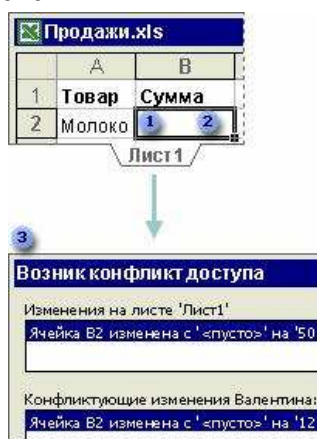 Продажи.xls
A B
1 Товар Сумма
2 Молоко 1 2
Лист1
3
Возник конфликт доступа
Изменения на листе 'Лист1'
Ячейка B2 изменена с '<пусто>' на '50
Конфликтующие изменения Валентина:
Ячейка B2 изменена с '<пусто>' на '12